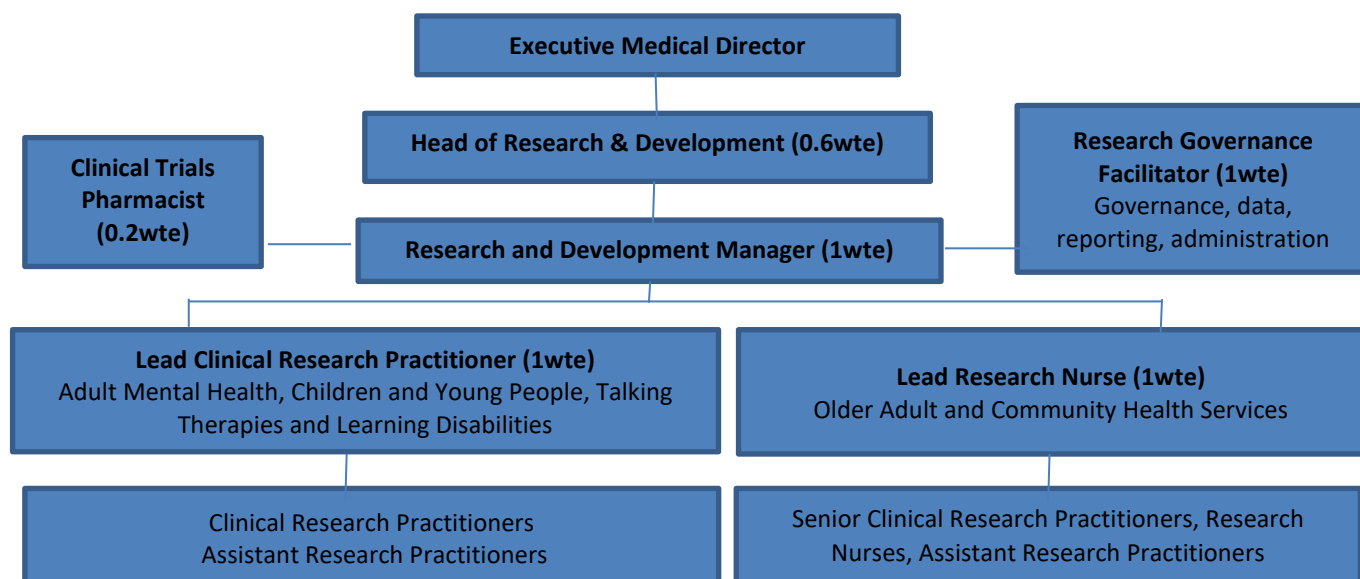 Executive Medical Director
Head of Research & Development (0.6wte)
Clinical Trials
Pharmacist
(0.2wte)
Research Governance
Facilitator (1wte)
Governance, data,
reporting, administration
Research and Development Manager (1wte)
Lead Clinical Research Practitioner (1wte)
Adult Mental Health, Children and Young People, Talking
Therapies and Learning Disabilities
Lead Research Nurse (1wte)
Older Adult and Community Health Services
Clinical Research Practitioners
Assistant Research Practitioners
Senior Clinical Research Practitioners, Research
Nurses, Assistant Research Practitioners